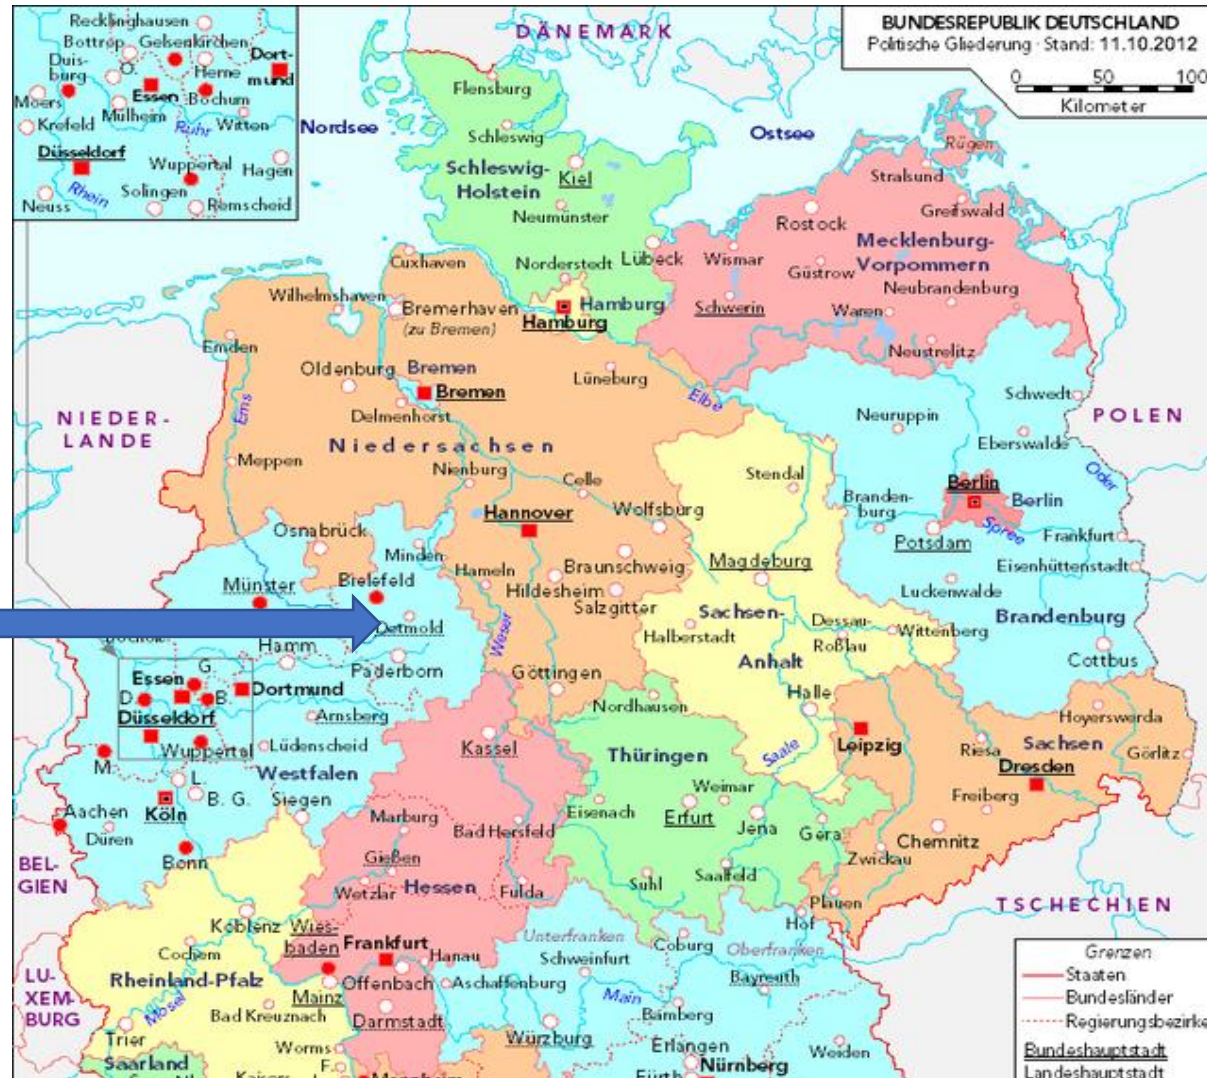 BUNDESREPUBLIK DEUTSCHLAND
Politische Gliederung · Stand: 11.10.2012
0 50 100
Kilometer
Recklinghausen
Bottrop
Gelsenkirchen
Duis-
burg
O.
Herne
Dort-
mund
Essen
Bochum
Moers
Mülheim
Krefeld
Ruhr
Witten
Düsseldorf
Wuppertal
Hagen
Rhein
Solingen
Neuss
Remscheid
DÄNEMARK
Nordsee
Ostsee
Flensburg
Schleswig
Schleswig-
Holstein
Kiel
Neumünster
Rügen
Stralsund
Greifswald
Rostock
Mecklenburg-
Vorpommern
Cuxhaven
Norderstedt
Lübeck
Wismar
Güstrow
Neubrandenburg
Wilhelmshaven
Bremerhaven
(zu Bremen)
Hamburg
Hamburg
Schwerin
Waren
Neustrelitz
Emden
Oldenburg
Bremen
Bremen
Lüneburg
Elbe
Delmenhorst
Schwedt
Neuruppin
POLEN
NIEDER-
LANDE
Ems
Niedersachsen
Eberswalde
Meppen
Nienburg
Celle
Stendal
Oder
Berlin
Berlin
Branden-
burg
Hannover
Wolfsburg
Spree
Osnabrück
Potsdam
Frankfurt
Minden
Braunschweig
Magdeburg
Eisenhüttenstadt
Münster
Bielefeld
Hameln
Hildesheim
Luckenwalde
Salzgitter
Sachsen-
Anhalt
Brandenburg
Detmold
Weser
Halberstadt
Dessau-
Roßlau
Wittenberg
Hamm
Paderborn
Göttingen
Cottbus
G.
Essen
Dortmund
D.
B.
Düsseldorf
Nordhausen
Halle
Hoyerswerda
Arnsberg
Kassel
Thüringen
Leipzig
Riesa
Sachsen
Görlitz
Wuppertal
Lüdenscheid
Saale
Dresden
M.
L.
Westfalen
Weimar
B. G.
Siegen
Köln
Eisenach
Erfurt
Freiberg
Aachen
Marburg
Bad Hersfeld
Jena
Gera
Chemnitz
Düren
Gießen
Zwickau
Bonn
BEL-
GIEN
Wetzlar
Hessen
Fulda
Suhl
Saalfeld
Plauen
TSCHECHIEN
Koblenz
Wies-
baden
Frankfurt
Hanau
Unterfranken
Coburg
Oberfranken
Hof
Cochem
Schweinfurt
Rheinland-Pfalz
Offenbach
Aschaffenburg
Bayreuth
LU-
XEM-
BURG
Mosel
Mainz
Main
Bad Kreuznach
Darmstadt
Bamberg
Trier
Würzburg
Worms
Erlangen
Weiden
Saarland
F.
Nürnberg
Fürth
Grenzen
Staaten
Bundesländer
Regierungsbezirke
Bundeshauptstadt
Landeshauptstadt